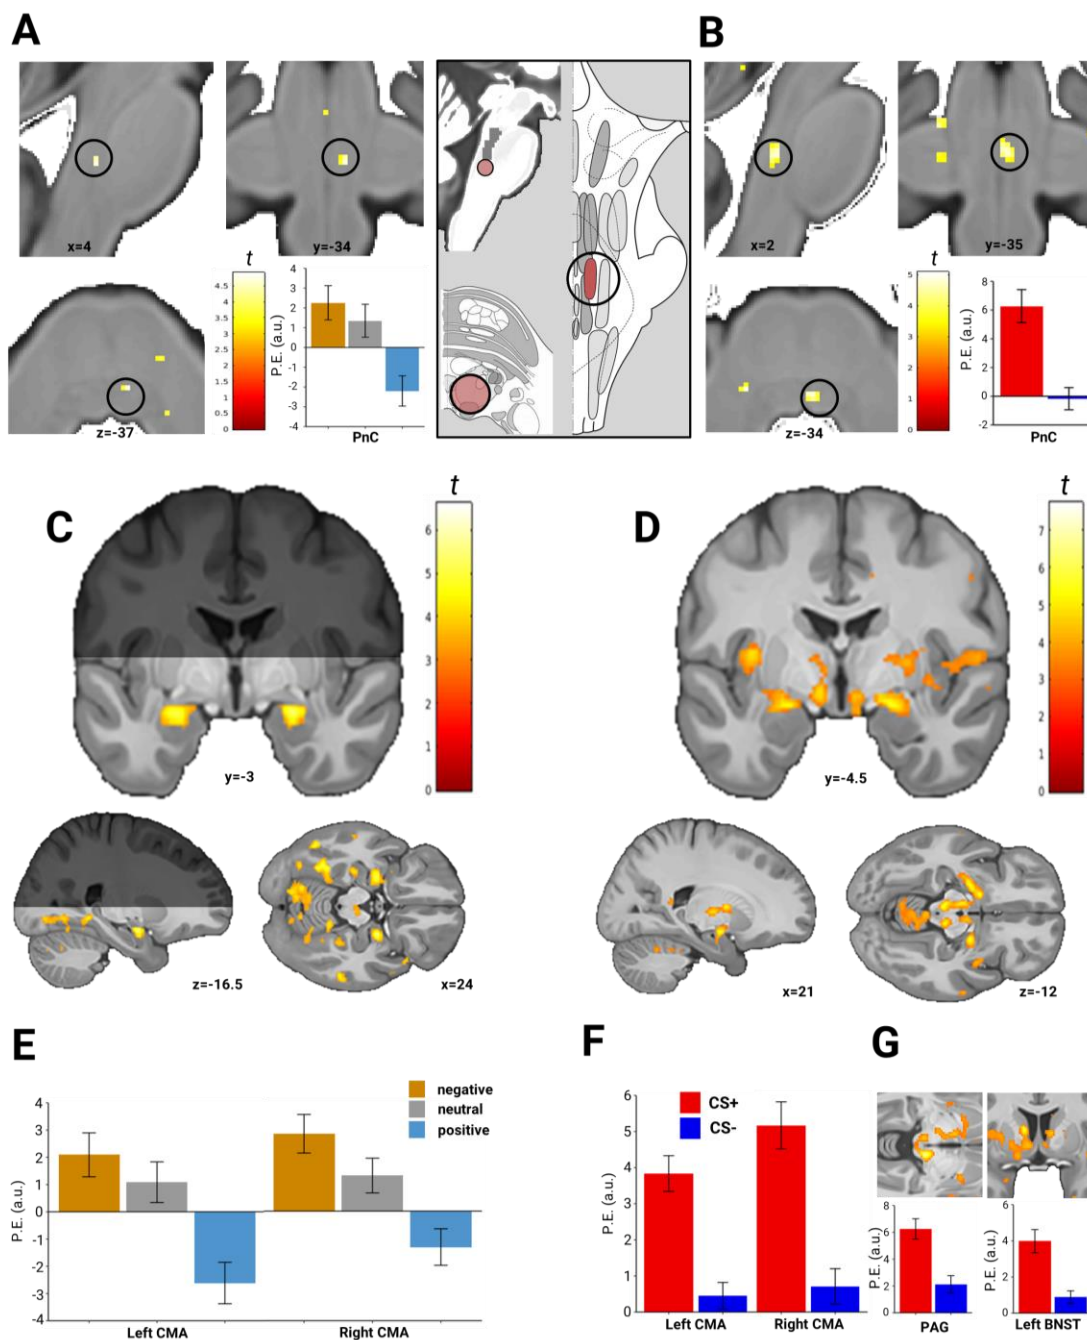 A
B
x=4
y=-34
x=2
y=-35
t
4.5
4
3.5
3
2.5
2
1.5
1
0.5
0
P.E. (a.u.)
4
3
2
1
0
-1
-2
-3
-4
PnC
z=-37
t
5
4
3
2
1
0
P.E. (a.u.)
8
6
4
2
0
-2
PnC
z=-34
C
t
6
5
4
3
2
1
0
y=-3
D
t
7
6
5
4
3
2
1
0
y=-4.5
z=-16.5
x=24
x=21
z=-12
E
negative
neutral
positive
P.E. (a.u.)
4
3
2
1
0
-1
-2
-3
-4
Left CMA
Right CMA
F
CS+
CS-
P.E. (a.u.)
6
5
4
3
2
1
0
Left CMA
Right CMA
G
P.E. (a.u.)
8
6
4
2
0
PAG
P.E. (a.u.)
6
4
2
0
Left BNST